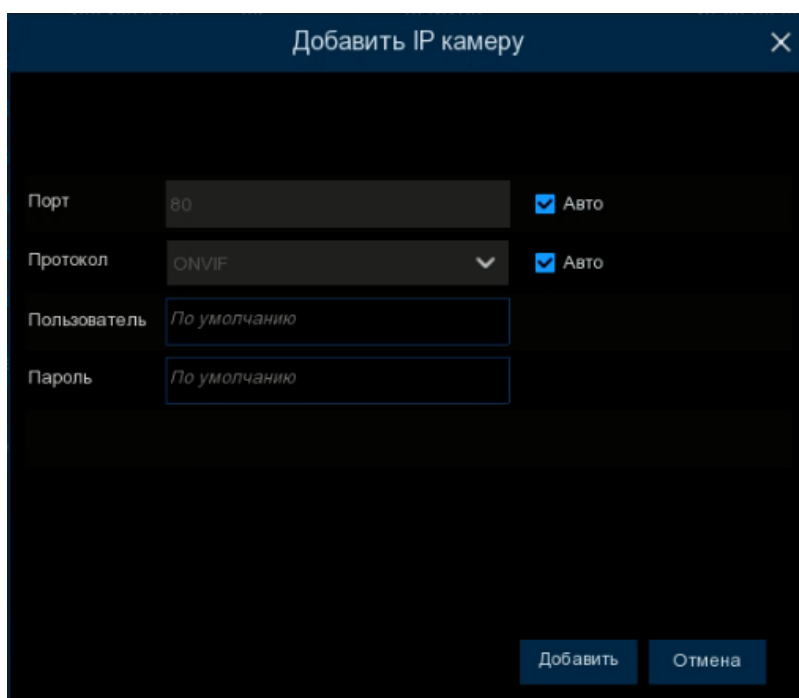 Добавить IP камеру
Порт 80 Авто
Протокол ONVIF Авто
Пользователь По умолчанию
Пароль По умолчанию
Добавить Отмена